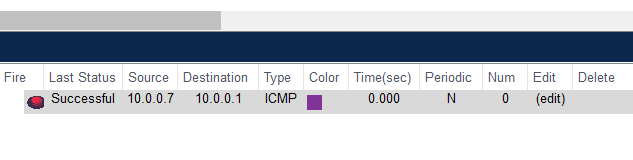 Fire Last Status Source Destination Type Color Time(sec) Periodic Num Edit Delete
Successful 10.0.0.7 10.0.0.1 ICMP 0.000 N 0 (edit)